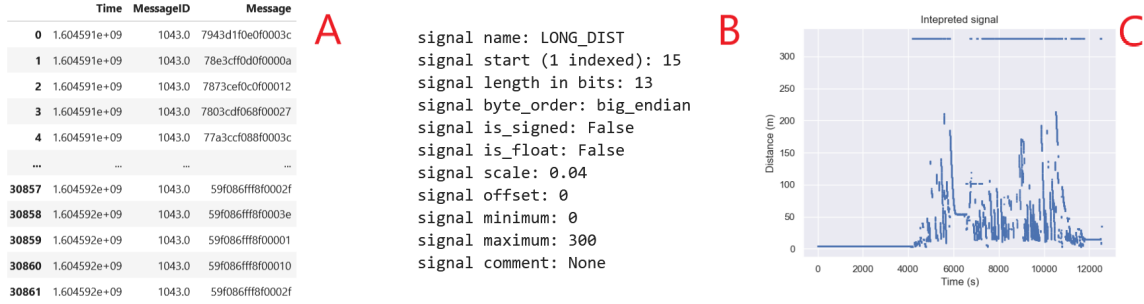 Time MessageID Message
0 1.604591e+09 1043.0 7943d1f0e0f0003c
1 1.604591e+09 1043.0 78e3cff0d0f0000a
2 1.604591e+09 1043.0 7873cef0c0f00012
3 1.604591e+09 1043.0 7803cdf068f00027
4 1.604591e+09 1043.0 77a3ccf088f0003c
... ... ... ...
30857 1.604592e+09 1043.0 59f086fff8f0002f
30858 1.604592e+09 1043.0 59f086fff8f0003e
30859 1.604592e+09 1043.0 59f086fff8f00001
30860 1.604592e+09 1043.0 59f086fff8f00010
30861 1.604592e+09 1043.0 59f086fff8f0002f
A
signal name: LONG_DIST
signal start (1 indexed): 15
signal length in bits: 13
signal byte_order: big_endian
signal is_signed: False
signal is_float: False
signal scale: 0.04
signal offset: 0
signal minimum: 0
signal maximum: 300
signal comment: None
B
Intepreted signal
C
Distance (m)
300
250
200
150
100
50
0
0 2000 4000 6000 8000 10000 12000
Time (s)